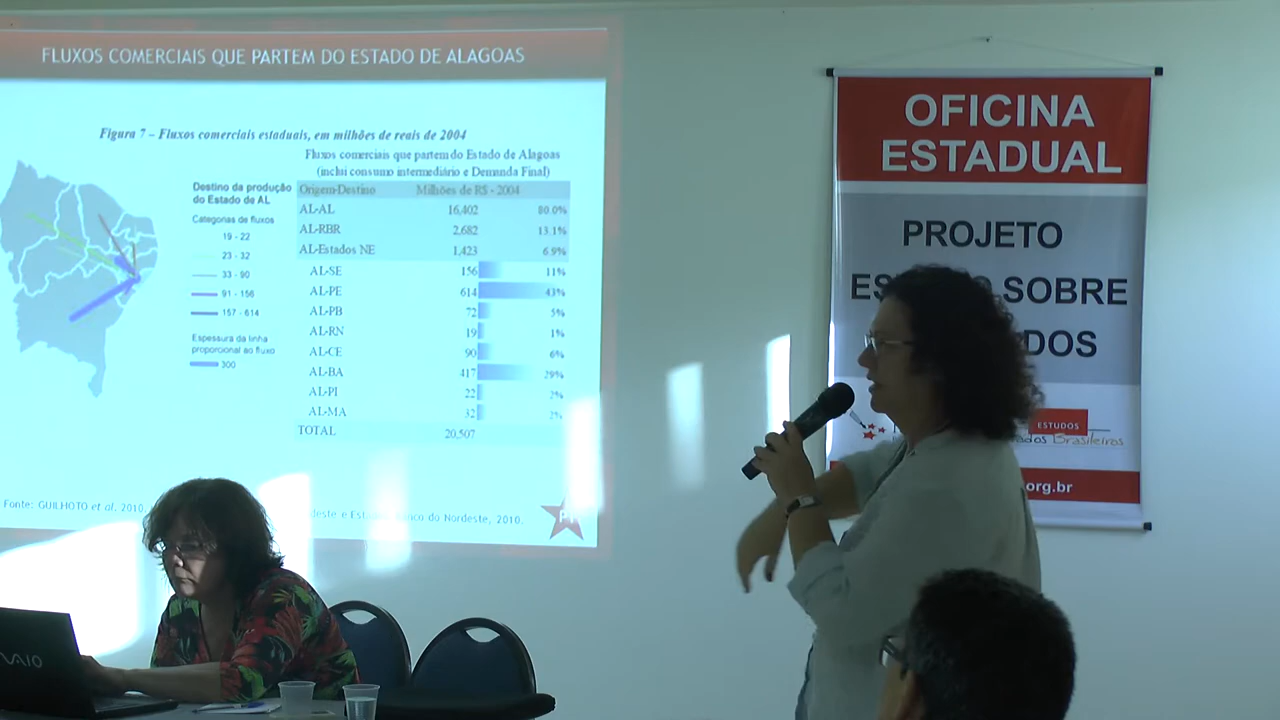 FLUXOS COMERCIAIS QUE PARTEM DO ESTADO DE ALAGOAS
Figura 7 – Fluxos comerciais estaduais, em milhões de reais de 2004
Fluxos comerciais que partem do Estado de Alagoas
(inclui consumo intermediário e Demanda Final)
Origem-Destino Milhões de R$ - 2004
AL-AL 16,402 80.0%
AL-RBR 2,682 13.1%
AL-Estados NE 1,423 6.9%
AL-SE 156 11%
AL-PE 614 43%
AL-PB 72 5%
AL-RN 19 1%
AL-CE 90 6%
AL-BA 417 29%
AL-PI 22 2%
AL-MA 32 2%
TOTAL 20,507
Destino da produção
do Estado de AL
Categorias de fluxos
19 - 22
23 - 32
33 - 90
91 - 156
157 - 614
Espessura da linha
proporcional ao fluxo
300
Fonte: GUILHOTO et al. 2010.
do Nordeste, 2010.
VAIO
OFICINA
ESTADUAL
PROJETO
SOBRE
ESTUDOS
Brasileiros
.org.br